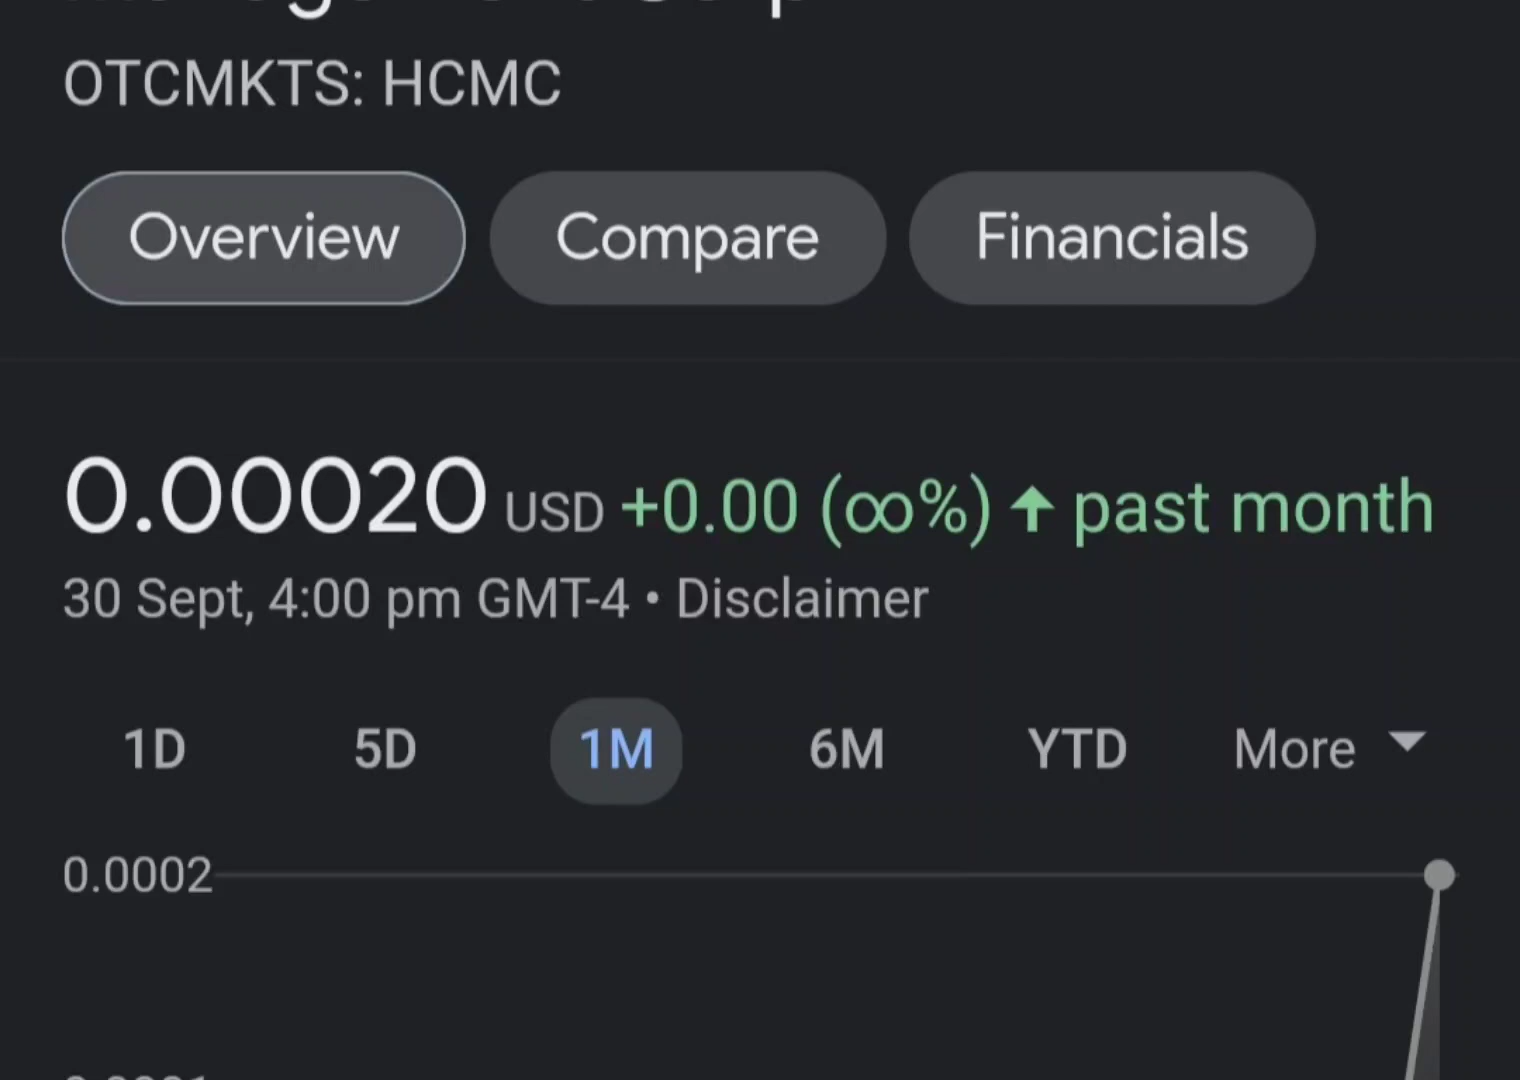 OTCMKTS: HCMC
Overview Compare Financials
0.00020 USD +0.00 (∞%) ↑ past month
30 Sept, 4:00 pm GMT-4 • Disclaimer
1D 5D 1M 6M YTD More
0.0002